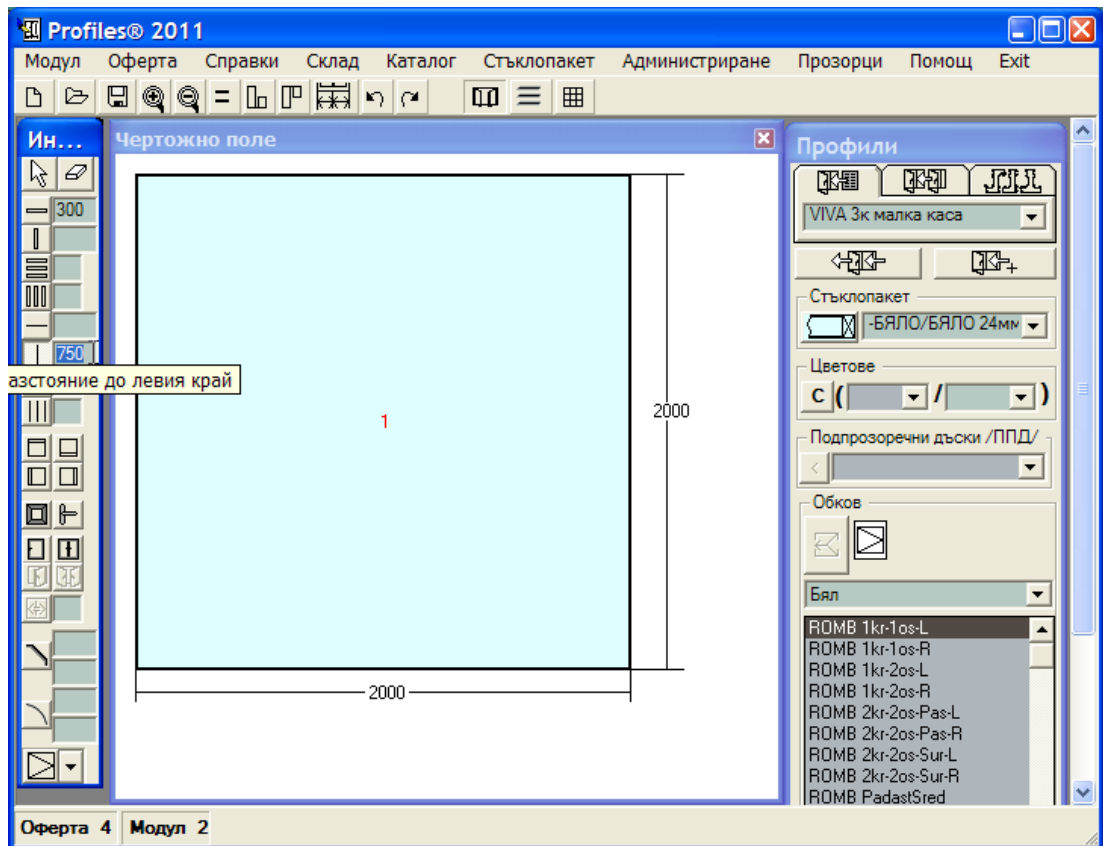 Profiles® 2011
Модул Оферта Справки Склад Каталог Стъклопакет Администриране Прозорци Помощ Exit
Ин...
300
750
азстояние до левия край
Чертожно поле
1
2000
2000
Профили
VIVA 3к малка каса
Стъклопакет
-БЯЛО/БЯЛО 24мм
Цветове
C ( / )
Подпрозоречни дъски /ППД/
<
Обков
Бял
ROMB 1kr-1os-L
ROMB 1kr-1os-R
ROMB 1kr-2os-L
ROMB 1kr-2os-R
ROMB 2kr-2os-Pas-L
ROMB 2kr-2os-Pas-R
ROMB 2kr-2os-Sur-L
ROMB 2kr-2os-Sur-R
ROMB PadastSred
Оферта 4 Модул 2